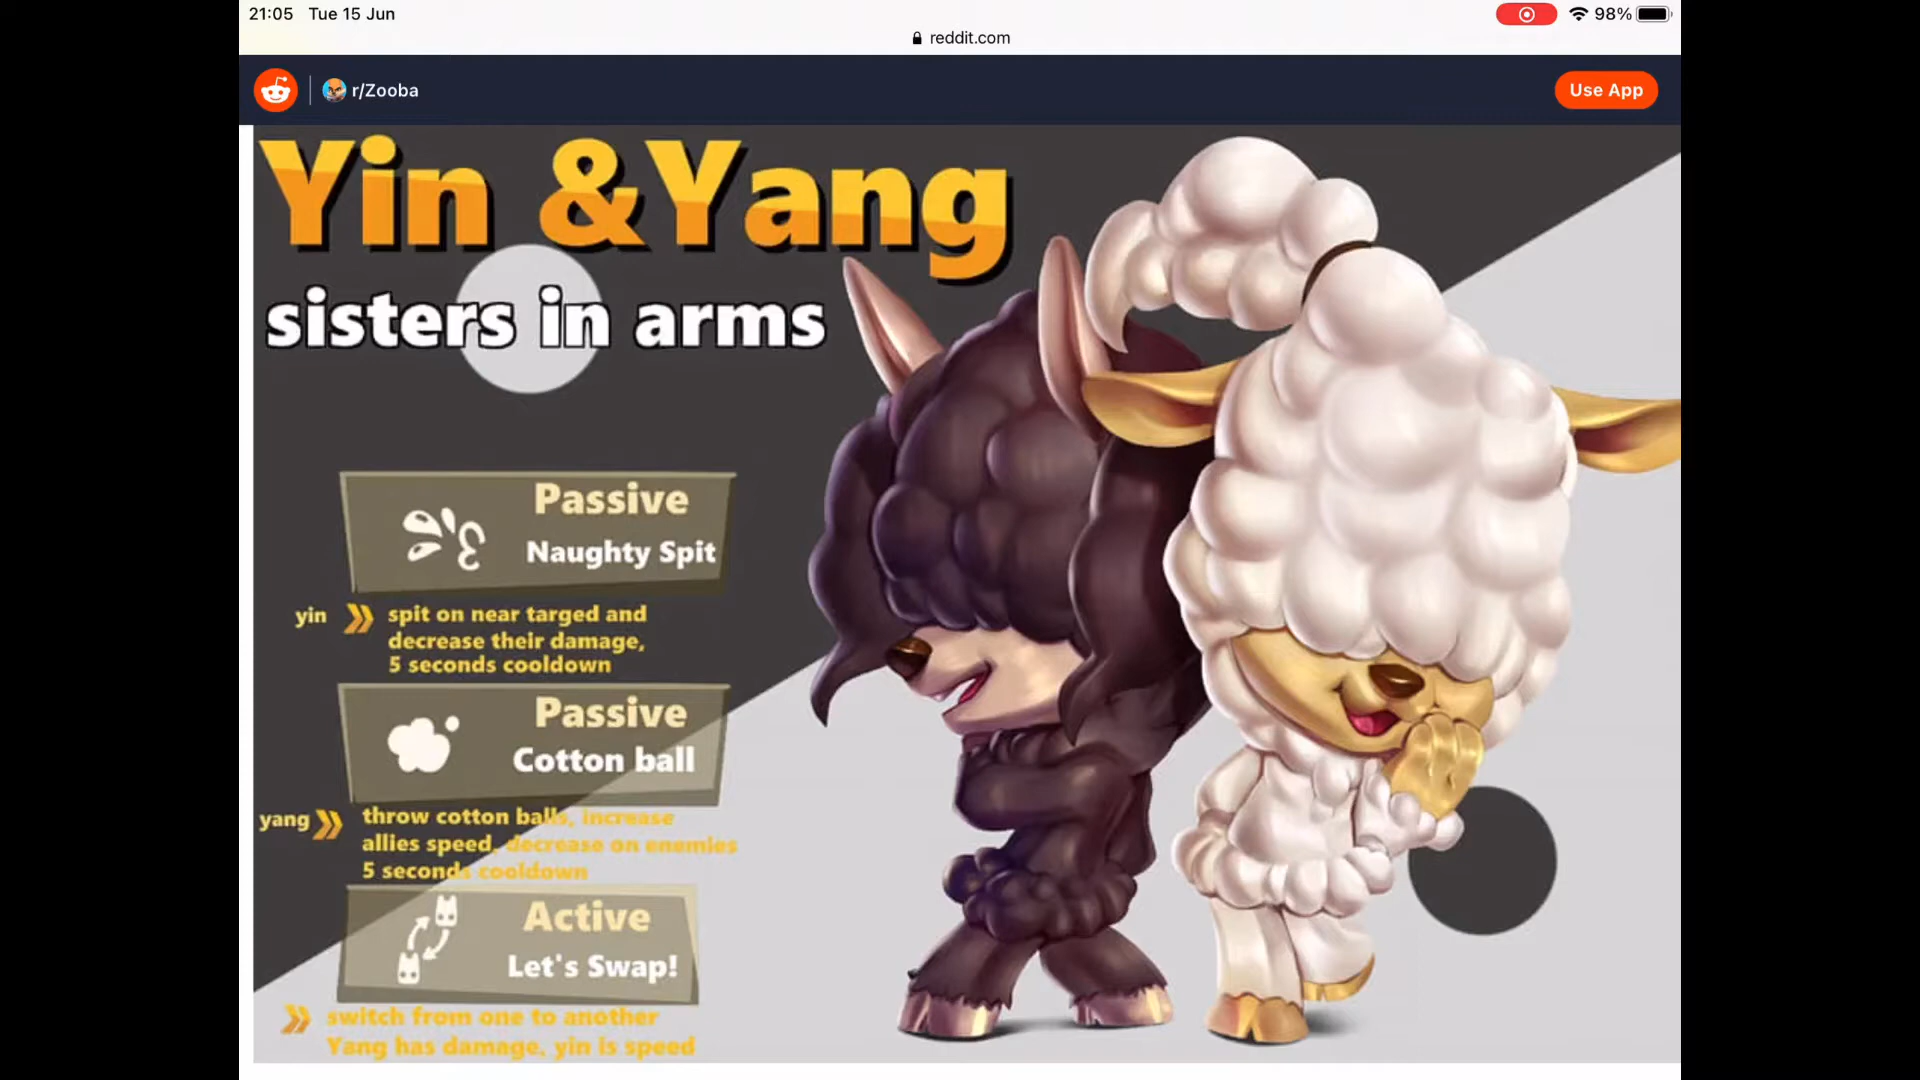 21:05 Tue 15 Jun
98%
reddit.com
r/Zooba
Use App
Yin &Yang
sisters in arms
Passive
Naughty Spit
yin
spit on near targed and
decrease their damage,
5 seconds cooldown
Passive
Cotton ball
yang
throw cotton balls, increase
allies speed, decrease on enemies
5 seconds cooldown
Active
Let's Swap!
switch from one to another
Yang has damage, yin is speed